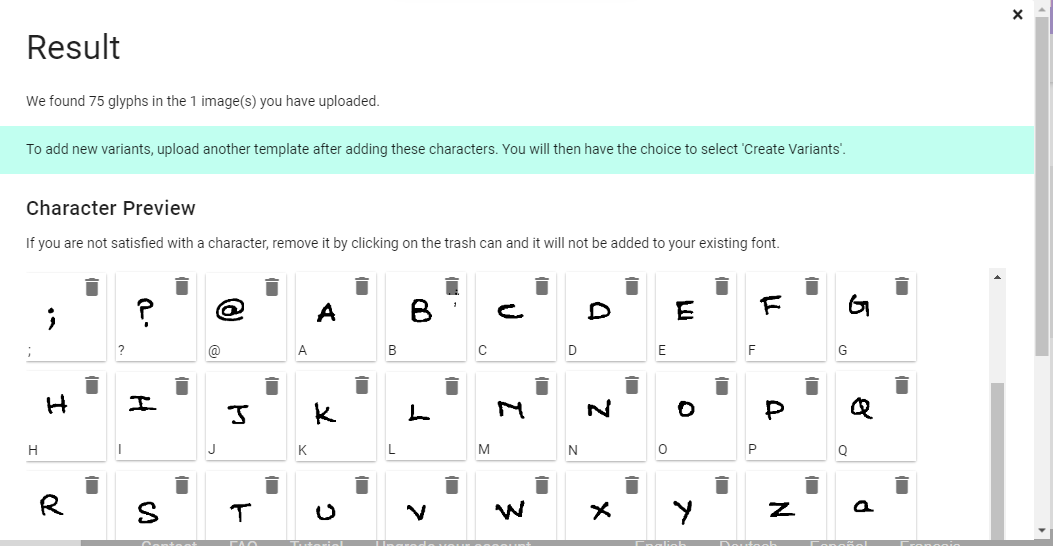 ×
Result
We found 75 glyphs in the 1 image(s) you have uploaded.
To add new variants, upload another template after adding these characters. You will then have the choice to select 'Create Variants'.
Character Preview
If you are not satisfied with a character, remove it by clicking on the trash can and it will not be added to your existing font.
; ? @ A B C D E F G
; ? @ A B C D E F G
H I J K L M N O P Q
H I J K L M N O P Q
R S T U V W X Y Z a
Contact FAQ Tutorial Upgrade your account English Deutsch Español Français